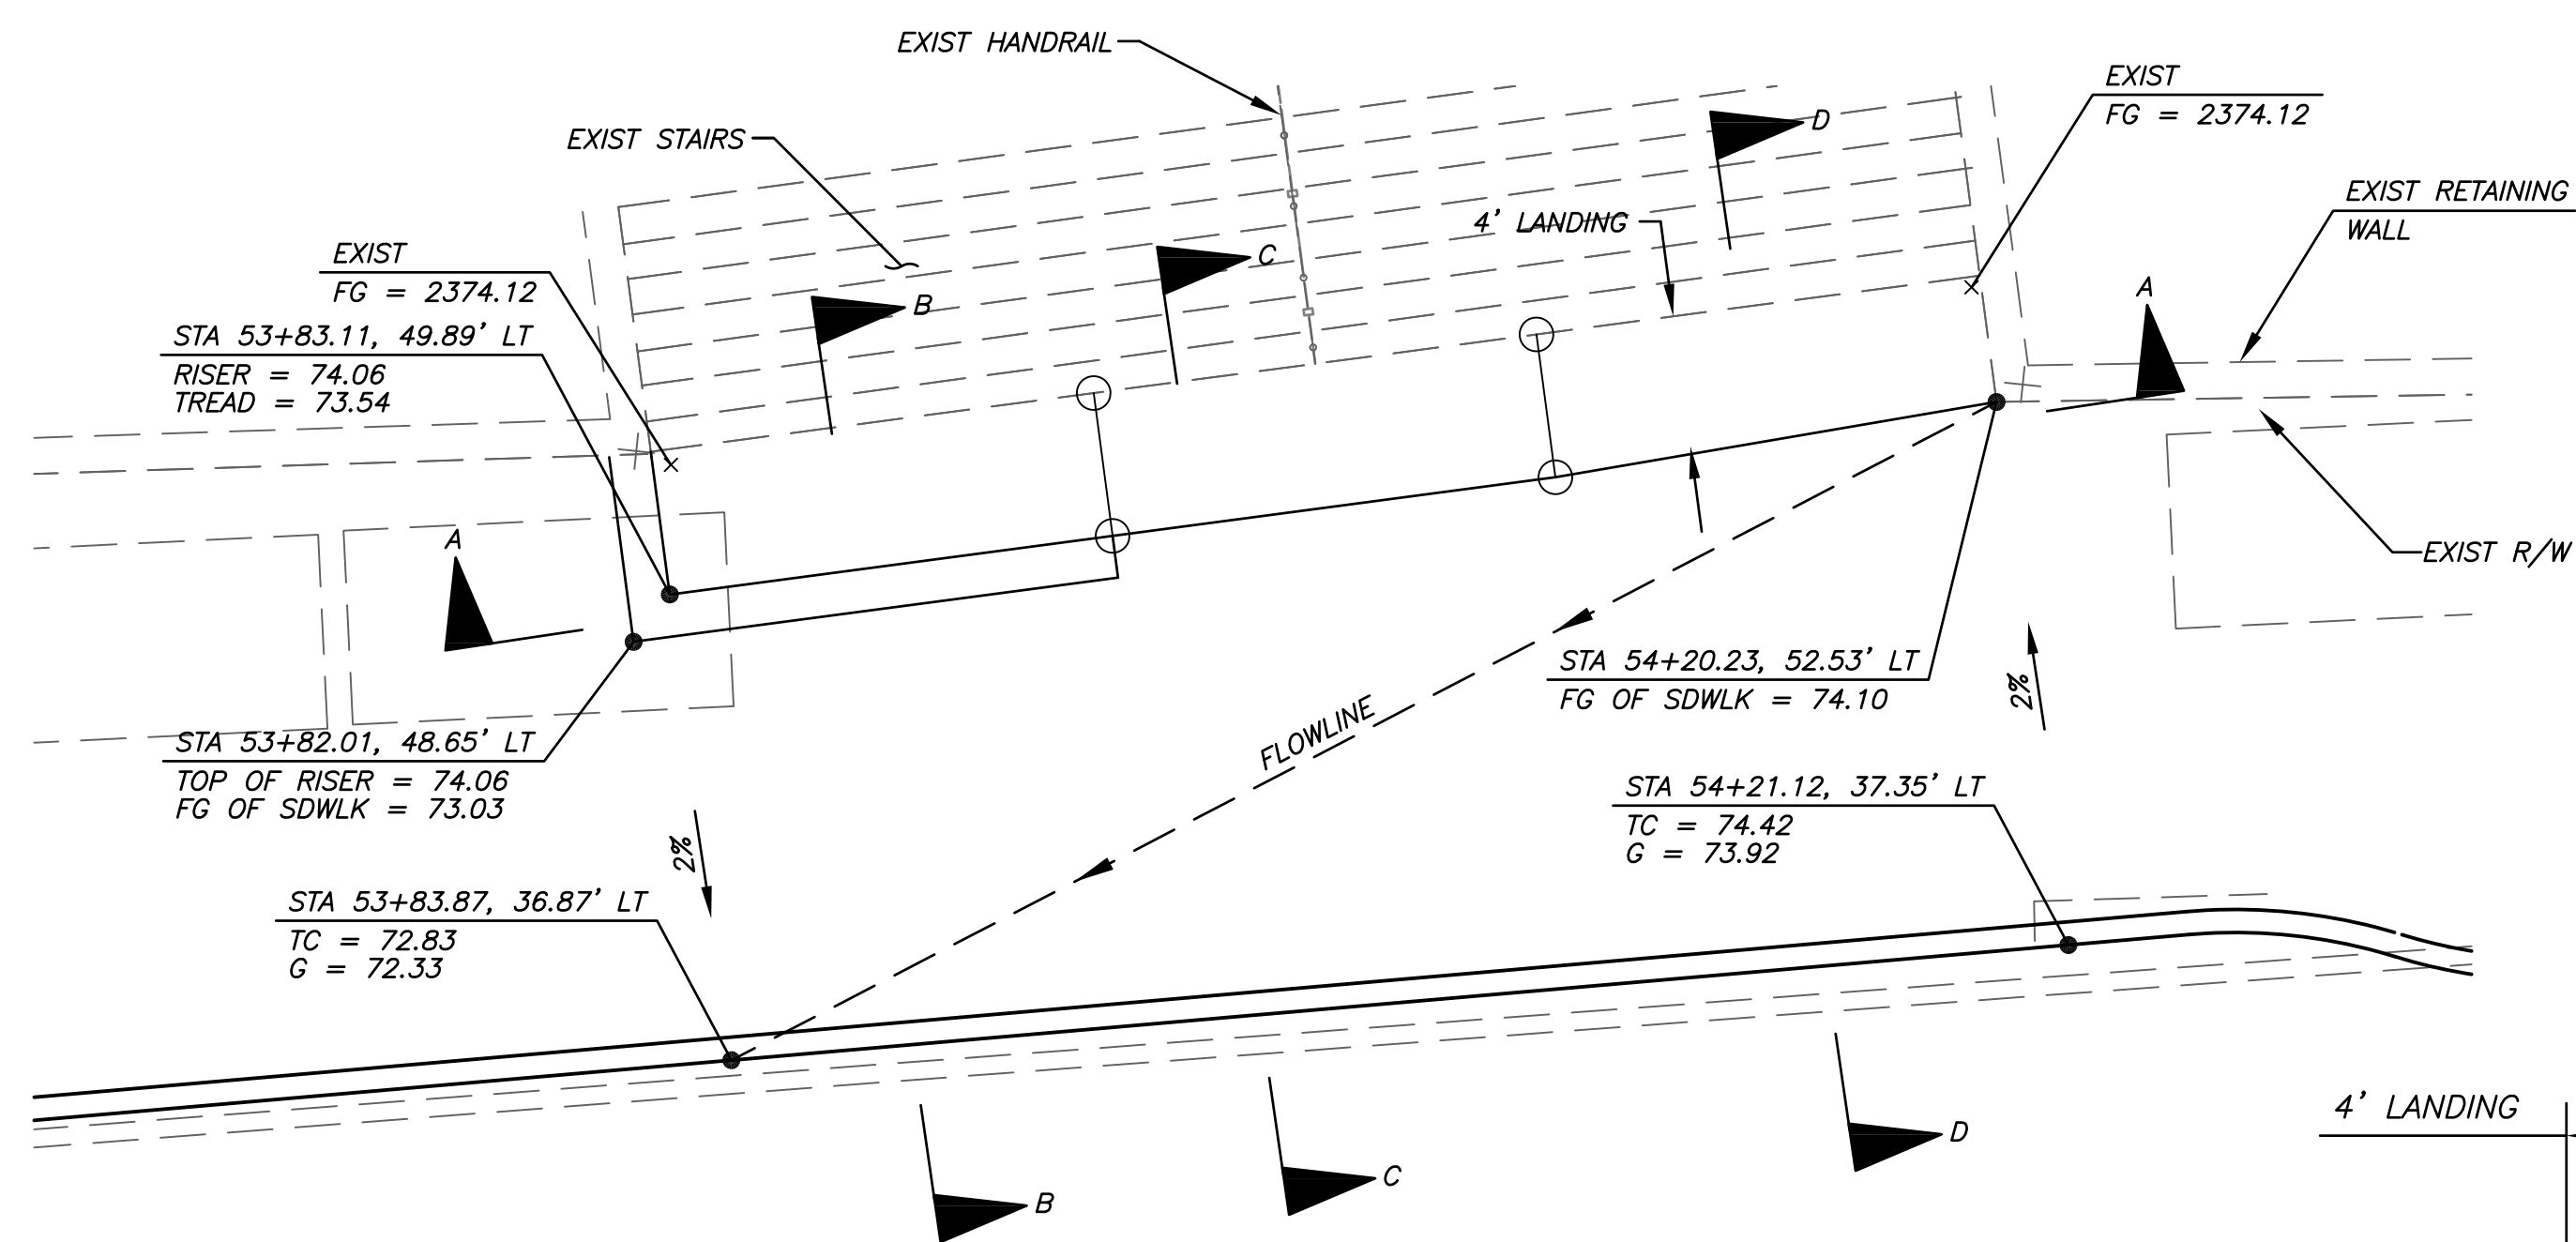 EXIST HANDRAIL
EXIST
FG = 2374.12
D
EXIST STAIRS
EXIST RETAINING
WALL
4' LANDING
EXIST
FG = 2374.12
C
A
B
STA 53+83.11, 49.89' LT
RISER = 74.06
TREAD = 73.54
A
EXIST R/W
STA 54+20.23, 52.53' LT
FG OF SDWLK = 74.10
2%
FLOWLINE
STA 53+82.01, 48.65' LT
TOP OF RISER = 74.06
FG OF SDWLK = 73.03
STA 54+21.12, 37.35' LT
TC = 74.42
G = 73.92
2%
STA 53+83.87, 36.87' LT
TC = 72.83
G = 72.33
4' LANDING
D
C
B